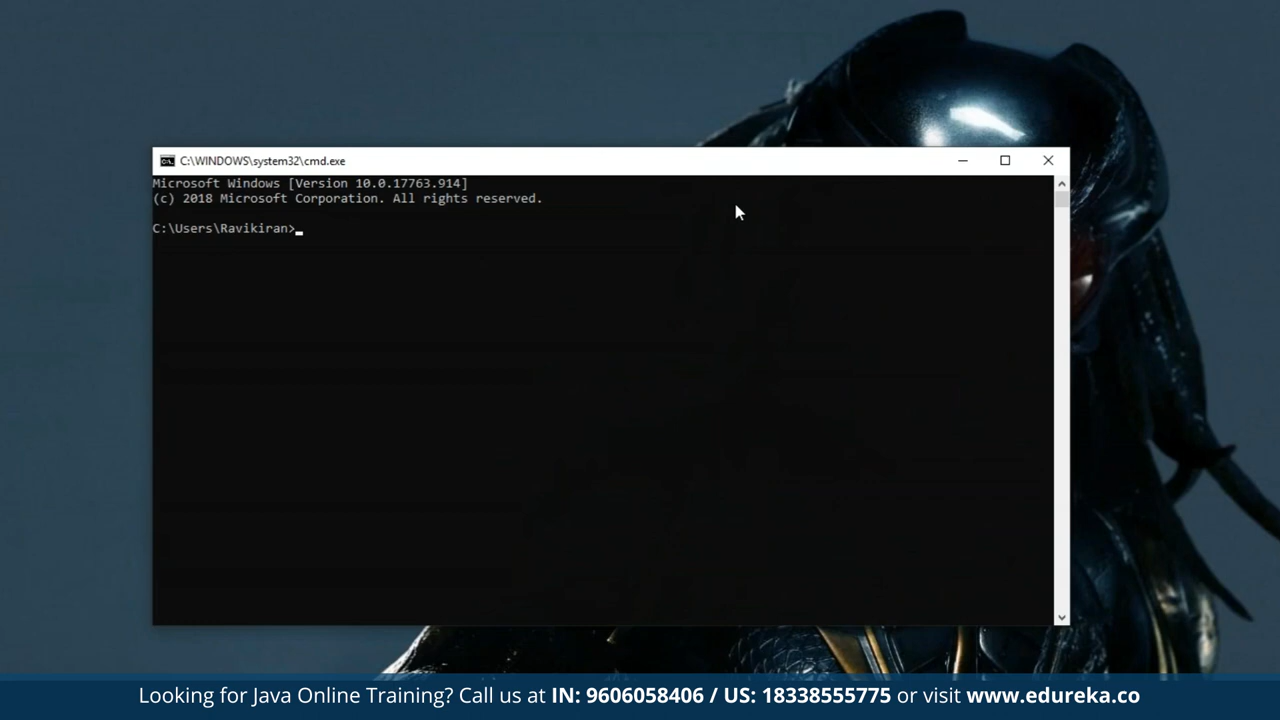 C:\WINDOWS\system32\cmd.exe
Microsoft Windows [Version 10.0.17763.914]
(c) 2018 Microsoft Corporation. All rights reserved.
C:\Users\Ravikiran>
Looking for Java Online Training? Call us at IN: 9606058406 / US: 18338555775 or visit www.edureka.co